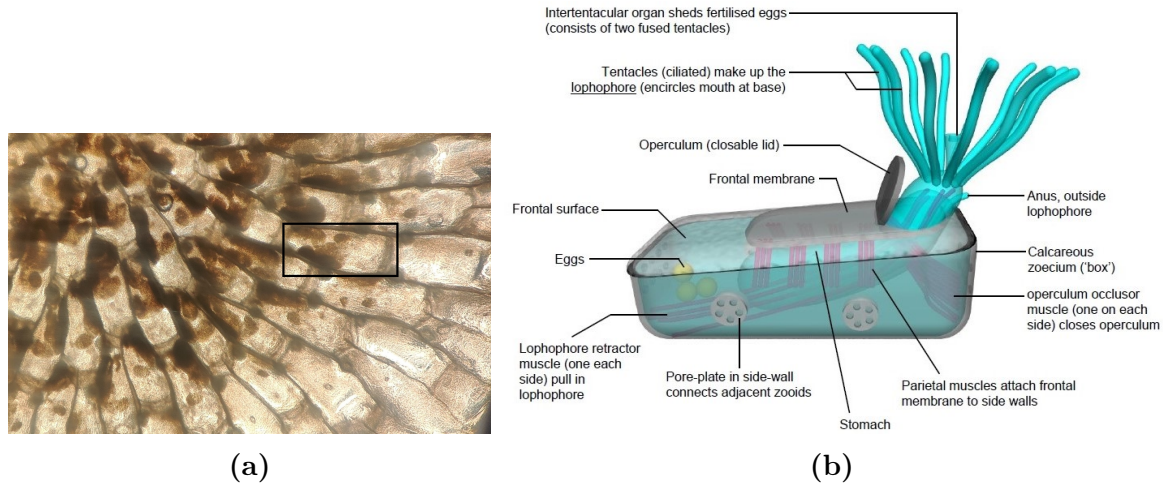 Intertentacular organ sheds fertilised eggs
(consists of two fused tentacles)
Tentacles (ciliated) make up the
lophophore (encircles mouth at base)
Operculum (closable lid)
Frontal membrane
Frontal surface
Eggs
Anus, outside
lophophore
Calcareous
zoecium (‘box’)
operculum occlusor
muscle (one on each
side) closes operculum
Lophophore retractor
muscle (one each
side) pull in
lophophore
Pore-plate in side-wall
connects adjacent zooids
Parietal muscles attach frontal
membrane to side walls
Stomach
(a)
(b)